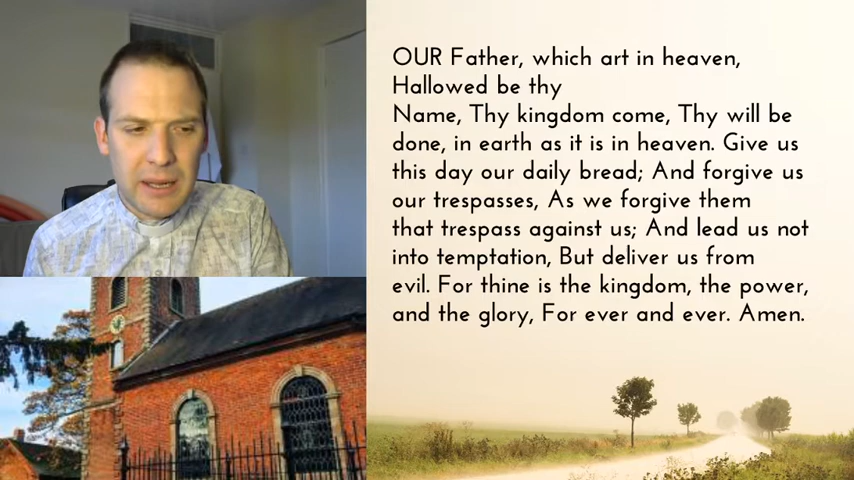 OUR Father, which art in heaven,
Hallowed be thy
Name, Thy kingdom come, Thy will be
done, in earth as it is in heaven. Give us
this day our daily bread; And forgive us
our trespasses, As we forgive them
that trespass against us; And lead us not
into temptation, But deliver us from
evil. For thine is the kingdom, the power,
and the glory, For ever and ever. Amen.